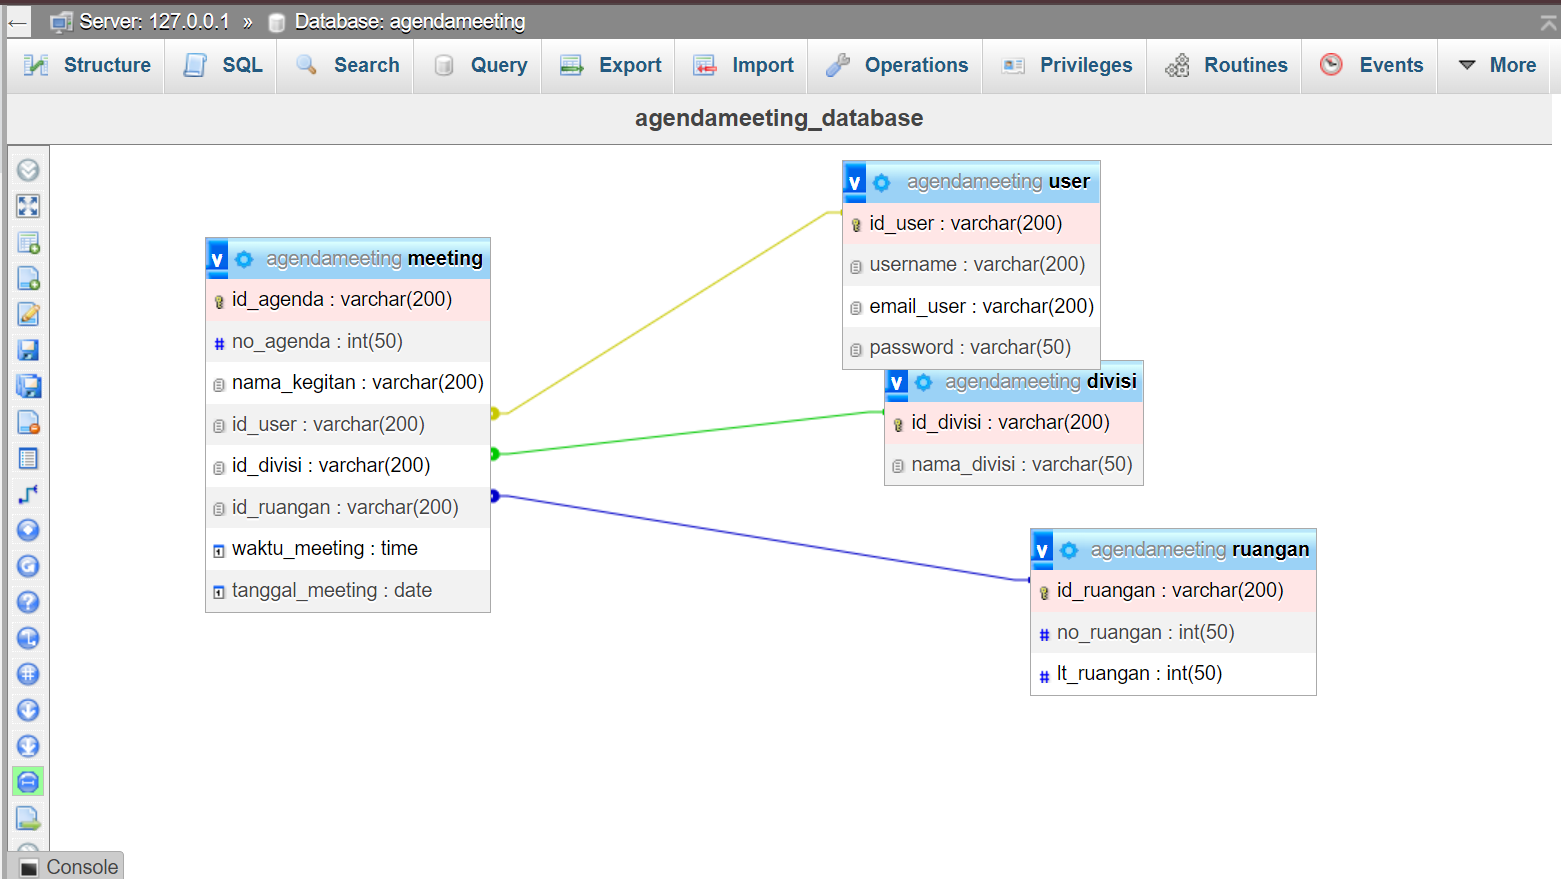 Server: 127.0.0.1 » Database: agendameeting
Structure SQL Search Query Export Import Operations Privileges Routines Events More
agendameeting_database
agendameeting user
id_user : varchar(200)
username : varchar(200)
email_user : varchar(200)
password : varchar(50)
agendameeting meeting
id_agenda : varchar(200)
no_agenda : int(50)
nama_kegitan : varchar(200)
id_user : varchar(200)
id_divisi : varchar(200)
id_ruangan : varchar(200)
waktu_meeting : time
tanggal_meeting : date
agendameeting divisi
id_divisi : varchar(200)
nama_divisi : varchar(50)
agendameeting ruangan
id_ruangan : varchar(200)
no_ruangan : int(50)
lt_ruangan : int(50)
Console